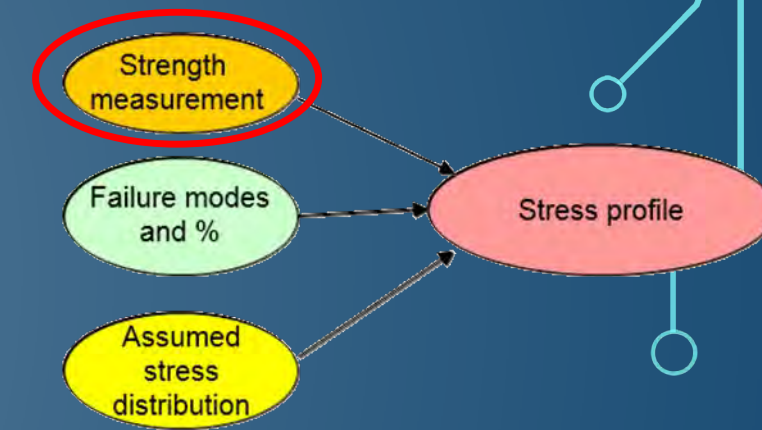 Strength
measurement
Failure modes
and %
Stress profile
Assumed
stress
distribution